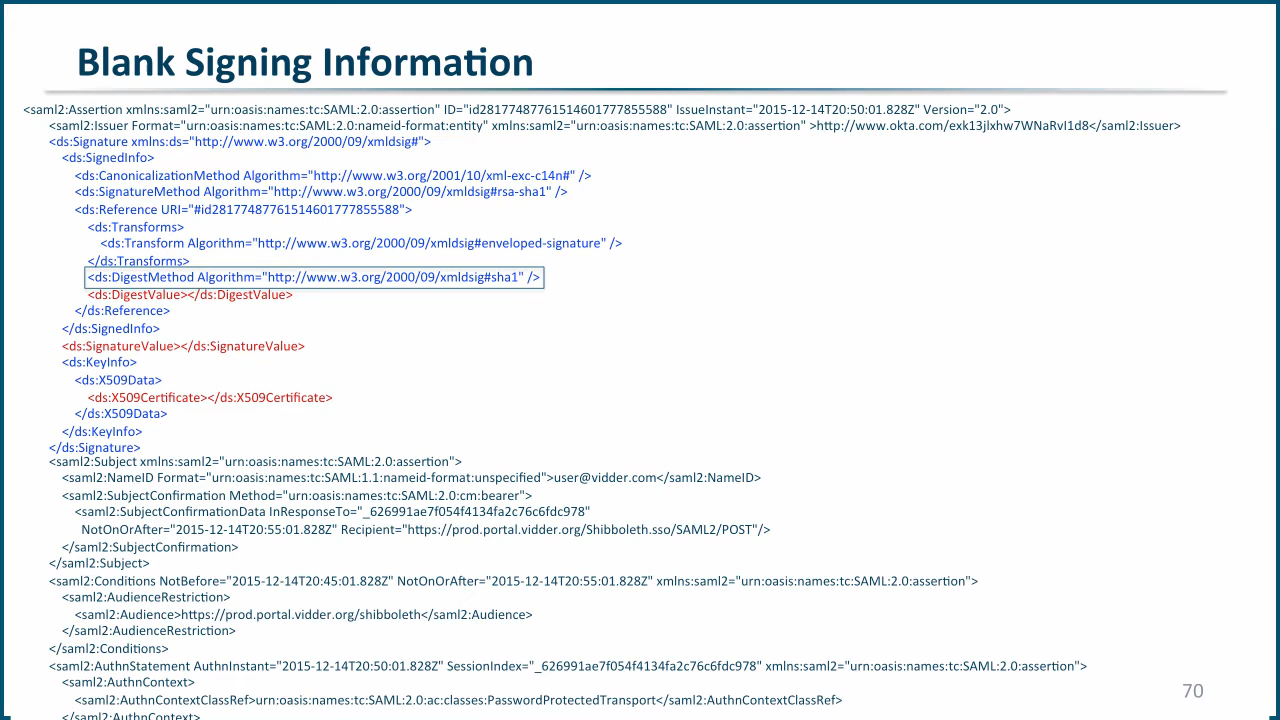 Blank Signing Information
<saml2:Assertion xmlns:saml2="urn:oasis:names:tc:SAML:2.0:assertion" ID="id28177487761514601777855588" IssueInstant="2015-12-14T20:50:01.828Z" Version="2.0">
<saml2:Issuer Format="urn:oasis:names:tc:SAML:2.0:nameid-format:entity" xmlns:saml2="urn:oasis:names:tc:SAML:2.0:assertion" >http://www.okta.com/exk13jlxhw7WNaRvI1d8</saml2:Issuer>
<ds:Signature xmlns:ds="http://www.w3.org/2000/09/xmldsig#">
<ds:SignedInfo>
<ds:CanonicalizationMethod Algorithm="http://www.w3.org/2001/10/xml-exc-c14n#" />
<ds:SignatureMethod Algorithm="http://www.w3.org/2000/09/xmldsig#rsa-sha1" />
<ds:Reference URI="#id28177487761514601777855588">
<ds:Transforms>
<ds:Transform Algorithm="http://www.w3.org/2000/09/xmldsig#enveloped-signature" />
</ds:Transforms>
<ds:DigestMethod Algorithm="http://www.w3.org/2000/09/xmldsig#sha1" />
<ds:DigestValue></ds:DigestValue>
</ds:Reference>
</ds:SignedInfo>
<ds:SignatureValue></ds:SignatureValue>
<ds:KeyInfo>
<ds:X509Data>
<ds:X509Certificate></ds:X509Certificate>
</ds:X509Data>
</ds:KeyInfo>
</ds:Signature>
<saml2:Subject xmlns:saml2="urn:oasis:names:tc:SAML:2.0:assertion">
<saml2:NameID Format="urn:oasis:names:tc:SAML:1.1:nameid-format:unspecified">user@vidder.com</saml2:NameID>
<saml2:SubjectConfirmation Method="urn:oasis:names:tc:SAML:2.0:cm:bearer">
<saml2:SubjectConfirmationData InResponseTo="_626991ae7f054f4134fa2c76c6fdc978"
NotOnOrAfter="2015-12-14T20:55:01.828Z" Recipient="https://prod.portal.vidder.org/Shibboleth.sso/SAML2/POST"/>
</saml2:SubjectConfirmation>
</saml2:Subject>
<saml2:Conditions NotBefore="2015-12-14T20:45:01.828Z" NotOnOrAfter="2015-12-14T20:55:01.828Z" xmlns:saml2="urn:oasis:names:tc:SAML:2.0:assertion">
<saml2:AudienceRestriction>
<saml2:Audience>https://prod.portal.vidder.org/shibboleth</saml2:Audience>
</saml2:AudienceRestriction>
</saml2:Conditions>
<saml2:AuthnStatement AuthnInstant="2015-12-14T20:50:01.828Z" SessionIndex="_626991ae7f054f4134fa2c76c6fdc978" xmlns:saml2="urn:oasis:names:tc:SAML:2.0:assertion">
<saml2:AuthnContext>
<saml2:AuthnContextClassRef>urn:oasis:names:tc:SAML:2.0:ac:classes:PasswordProtectedTransport</saml2:AuthnContextClassRef>
</saml2:AuthnContext>
70